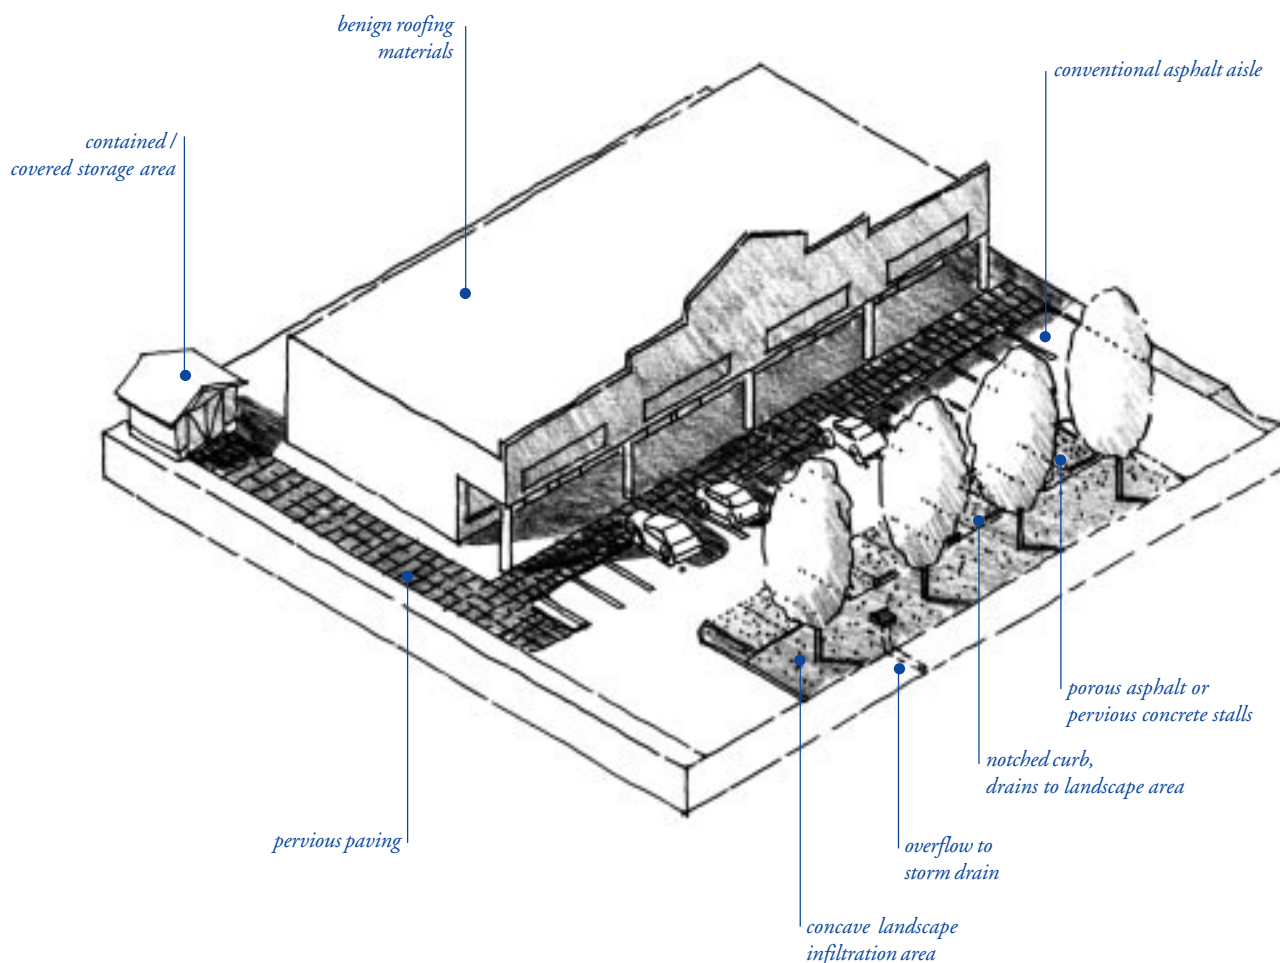 benign roofing
materials
conventional asphalt aisle
contained /
covered storage area
porous asphalt or
pervious concrete stalls
notched curb,
drains to landscape area
pervious paving
overflow to
storm drain
concave landscape
infiltration area